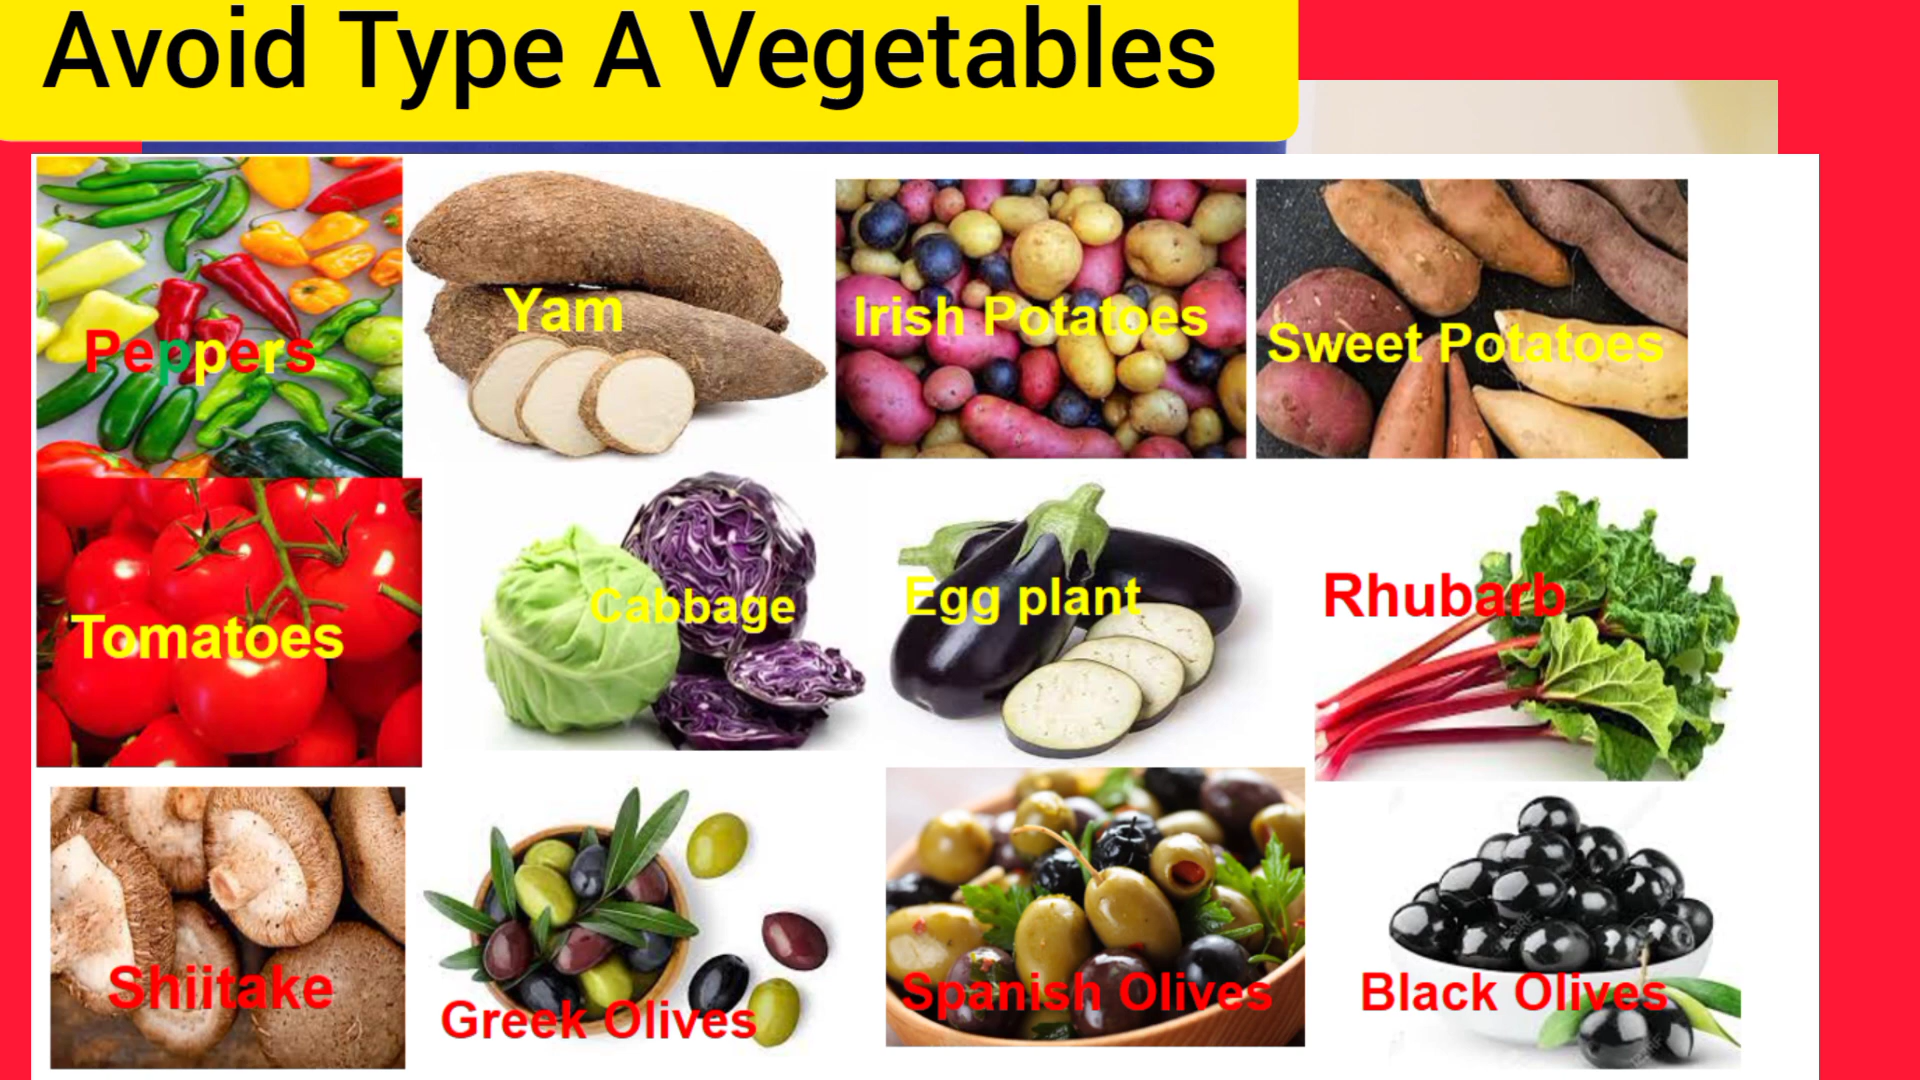 Avoid Type A Vegetables
Peppers
Yam
Irish Potatoes
Sweet Potatoes
Tomatoes
Cabbage
Egg plant
Rhubarb
Shiitake
Greek Olives
Spanish Olives
Black Olives